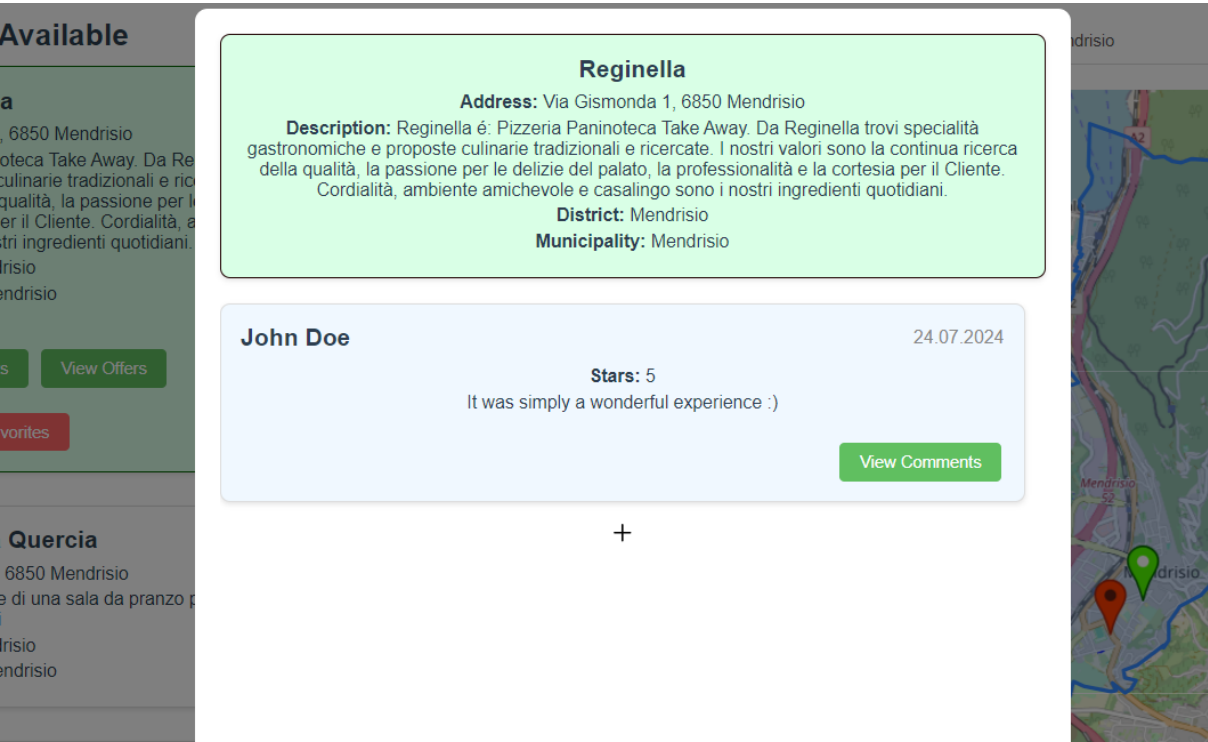 Available
a
, 6850 Mendrisio
oteca Take Away. Da Re
culinarie tradizionali e rico
qualità, la passione per l
er il Cliente. Cordialità, a
stri ingredienti quotidiani.
drisio
endrisio
s
View Offers
vorites
Quercia
6850 Mendrisio
e di una sala da pranzo p
i
drisio
endrisio
Reginella
Address: Via Gismonda 1, 6850 Mendrisio
Description: Reginella é: Pizzeria Paninoteca Take Away. Da Reginella trovi specialità
gastronomiche e proposte culinarie tradizionali e ricercate. I nostri valori sono la continua ricerca
della qualità, la passione per le delizie del palato, la professionalità e la cortesia per il Cliente.
Cordialità, ambiente amichevole e casalingo sono i nostri ingredienti quotidiani.
District: Mendrisio
Municipality: Mendrisio
John Doe
24.07.2024
Stars: 5
It was simply a wonderful experience :)
View Comments
+
ndrisio
A2
Mendrisio